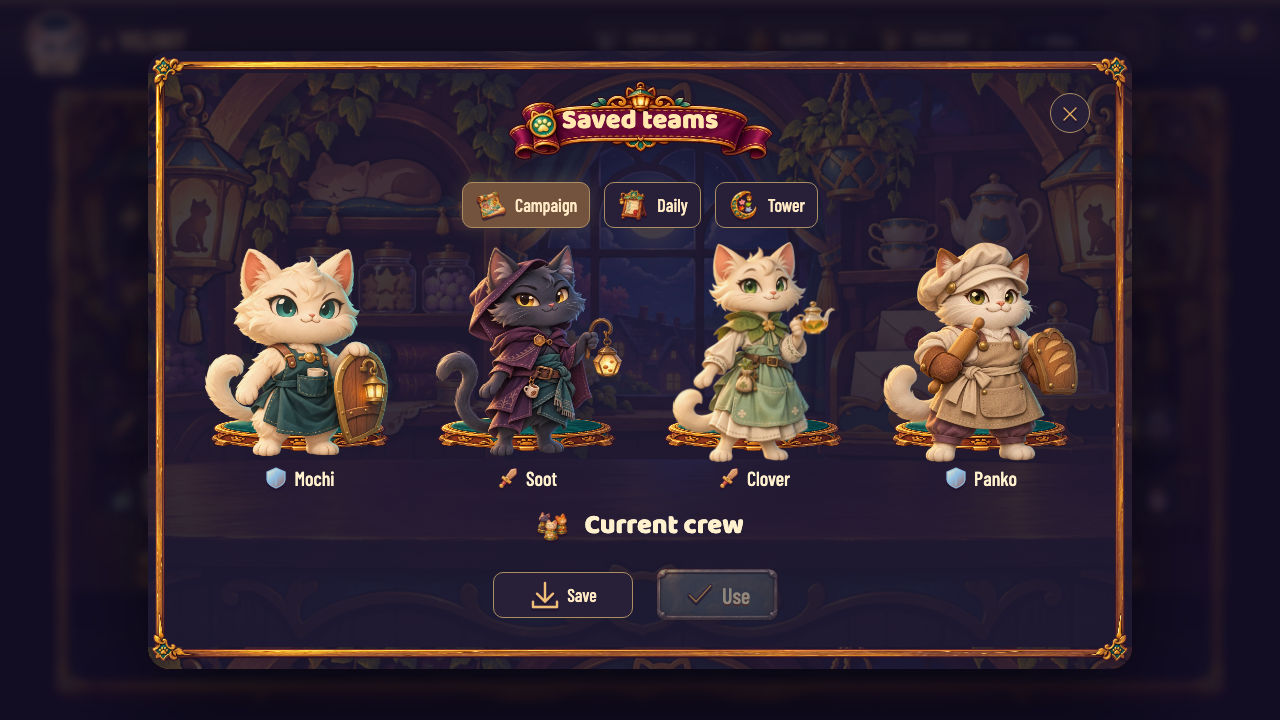 Saved teams
Campaign
Daily
Tower
Mochi
Soot
Clover
Panko
Current crew
Save
Use